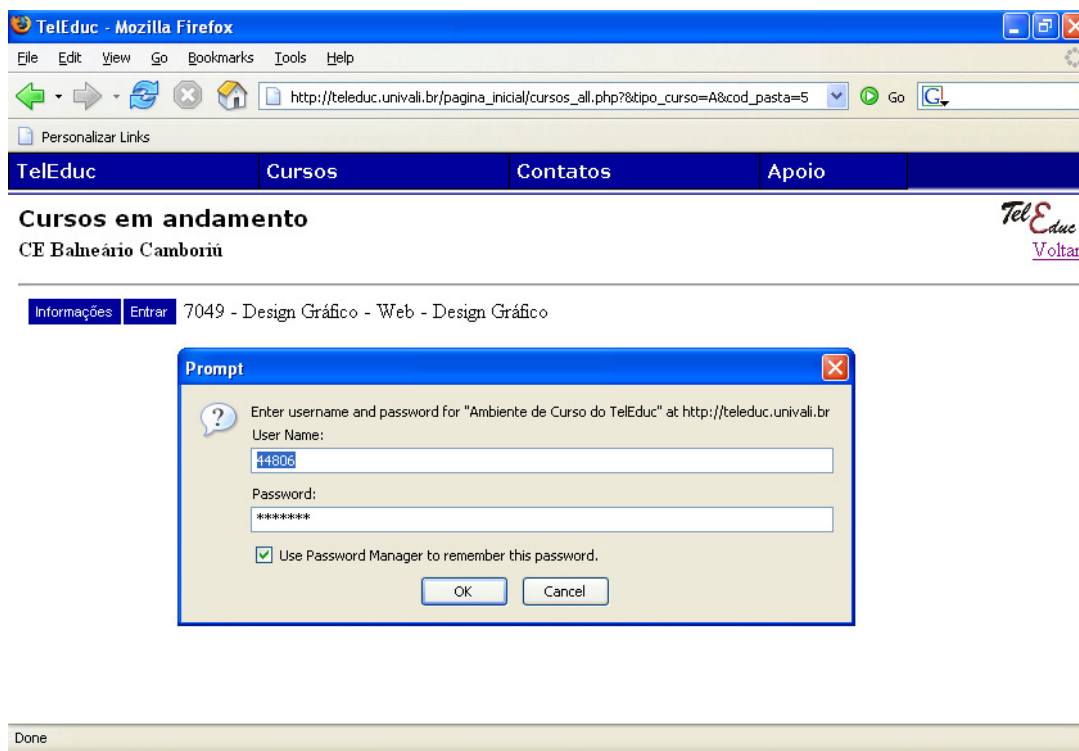 TelEduc - Mozilla Firefox
File Edit View Go Bookmarks Tools Help
http://teleduc.univali.br/pagina_inicial/cursos_all.php?&tipo_curso=A&cod_pasta=5 Go G
Personalizar Links
TelEduc Cursos Contatos Apoio
Cursos em andamento
TelEduc
CE Balneário Camboriú
Voltar
Informações Entrar 7049 - Design Gráfico - Web - Design Gráfico
Prompt
Enter username and password for "Ambiente de Curso do TelEduc" at http://teleduc.univali.br
User Name:
44806
Password:
*******
Use Password Manager to remember this password.
OK Cancel
Done